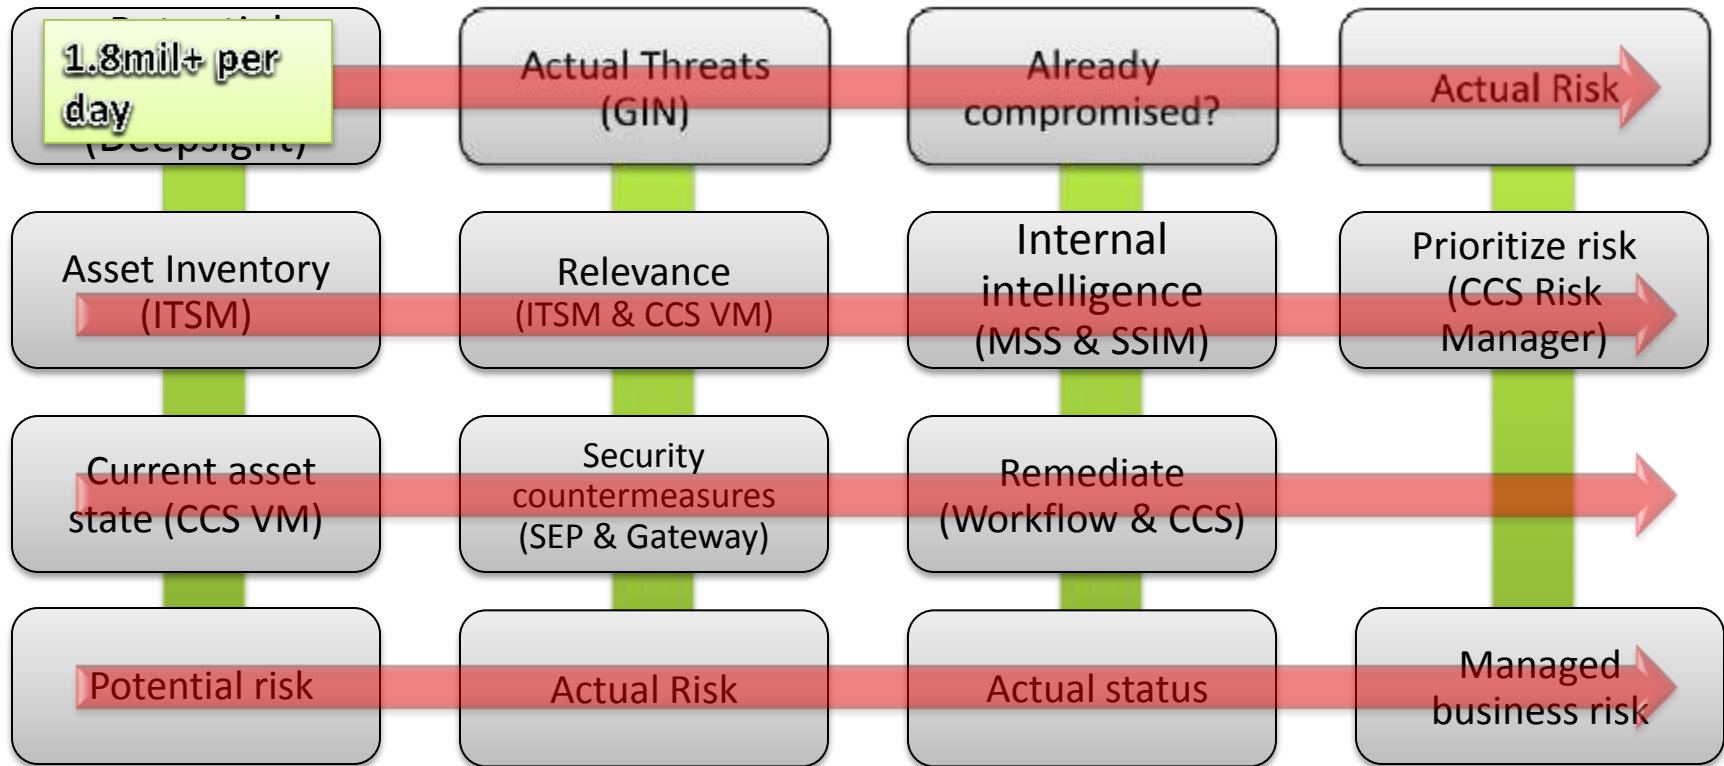 1.8mil+ per
day
(Deepsight)
Actual Threats
(GIN)
Already
compromised?
Actual Risk
Asset Inventory
(ITSM)
Relevance
(ITSM & CCS VM)
Internal
intelligence
(MSS & SSIM)
Prioritize risk
(CCS Risk
Manager)
Current asset
state (CCS VM)
Security
countermeasures
(SEP & Gateway)
Remediate
(Workflow & CCS)
Potential risk
Actual Risk
Actual status
Managed
business risk